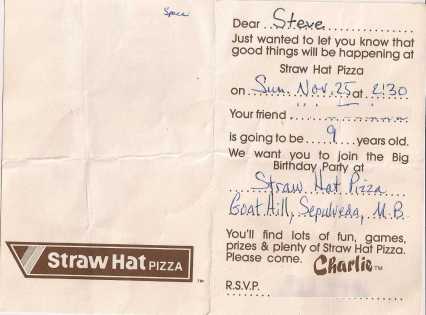 Space
Straw Hat PIZZA ™
Dear Steve
Just wanted to let you know that
good things will be happening at
Straw Hat Pizza
on Sun. Nov. 25 at 2:30
Your friend
is going to be 9 years old.
We want you to join the Big
Birthday Party at
Straw Hat Pizza
Boat Hill, Sepulveda, M.B.
You'll find lots of fun, games,
prizes & plenty of Straw Hat Pizza.
Please come. Charlie ™
R.S.V.P.